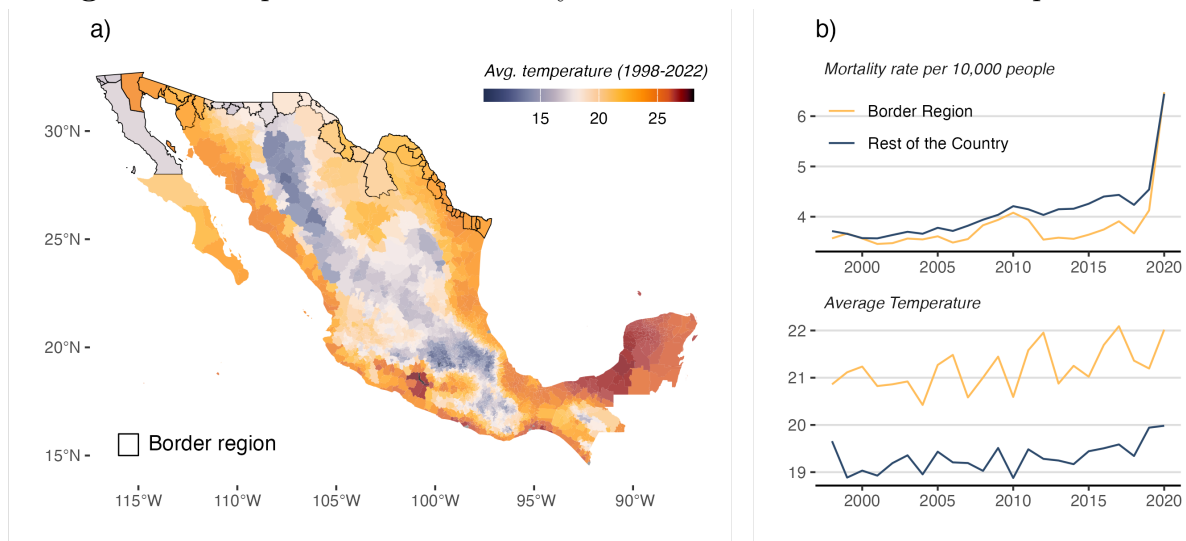 a)
Avg. temperature (1998-2022)
15 20 25
30°N
25°N
20°N
15°N
Border region
115°W 110°W 105°W 100°W 95°W 90°W
b)
Mortality rate per 10,000 people
Border Region
Rest of the Country
6
5
4
2000 2005 2010 2015 2020
Average Temperature
22
21
20
19
2000 2005 2010 2015 2020